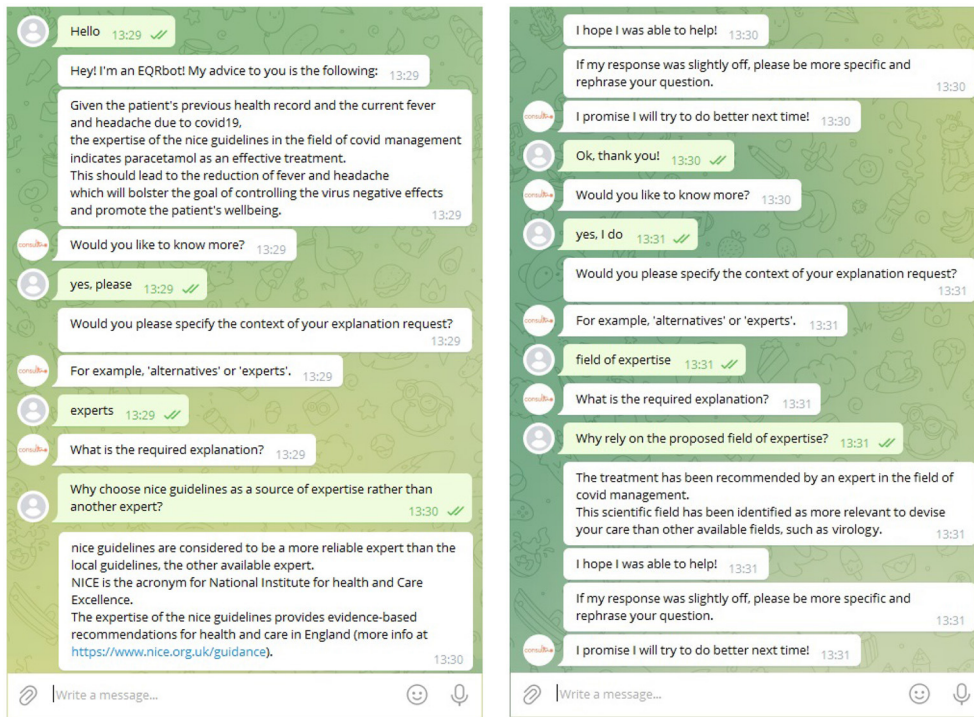 Hello 13:29
Hey! I'm an EQRbot! My advice to you is the following: 13:29
Given the patient's previous health record and the current fever
and headache due to covid19,
the expertise of the nice guidelines in the field of covid management
indicates paracetamol as an effective treatment.
This should lead to the reduction of fever and headache
which will bolster the goal of controlling the virus negative effects
and promote the patient's wellbeing. 13:29
Would you like to know more? 13:29
yes, please 13:29
Would you please specify the context of your explanation request?
13:29
For example, 'alternatives' or 'experts'. 13:29
experts 13:29
What is the required explanation? 13:29
Why choose nice guidelines as a source of expertise rather than
another expert? 13:30
nice guidelines are considered to be a more reliable expert than the
local guidelines, the other available expert.
NICE is the acronym for National Institute for health and Care
Excellence.
The expertise of the nice guidelines provides evidence-based
recommendations for health and care in England (more info at
https://www.nice.org.uk/guidance). 13:30
Write a message...
I hope I was able to help! 13:30
If my response was slightly off, please be more specific and
rephrase your question. 13:30
I promise I will try to do better next time! 13:30
Ok, thank you! 13:30
Would you like to know more? 13:30
yes, I do 13:31
Would you please specify the context of your explanation request?
13:31
For example, 'alternatives' or 'experts'. 13:31
field of expertise 13:31
What is the required explanation? 13:31
Why rely on the proposed field of expertise? 13:31
The treatment has been recommended by an expert in the field of
covid management.
This scientific field has been identified as more relevant to devise
your care than other available fields, such as virology. 13:31
I hope I was able to help! 13:31
If my response was slightly off, please be more specific and
rephrase your question. 13:31
I promise I will try to do better next time! 13:31
Write a message...